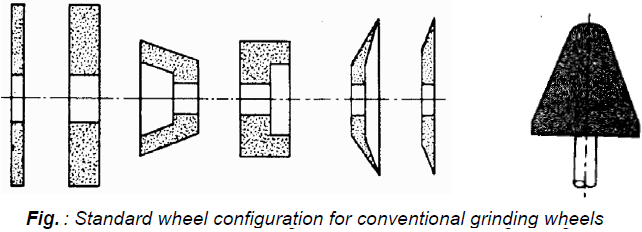 Fig. : Standard wheel configuration for conventional grinding wheels